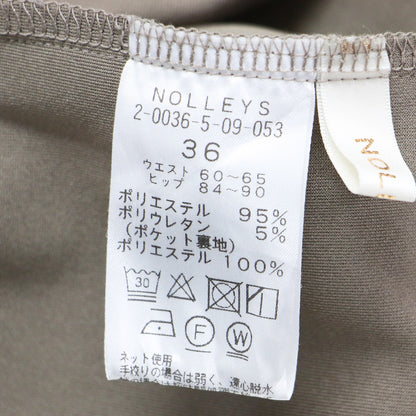 NOLLEYS
2-0036-5-09-053
36
ウエスト 60～65
ヒップ 84～90
ポリエステル 95%
ポリウレタン 5%
(ポケット裏地)
ポリエステル 100%
30
F
W
ネット使用
手絞りの場合は弱く、遠心脱水
NOL